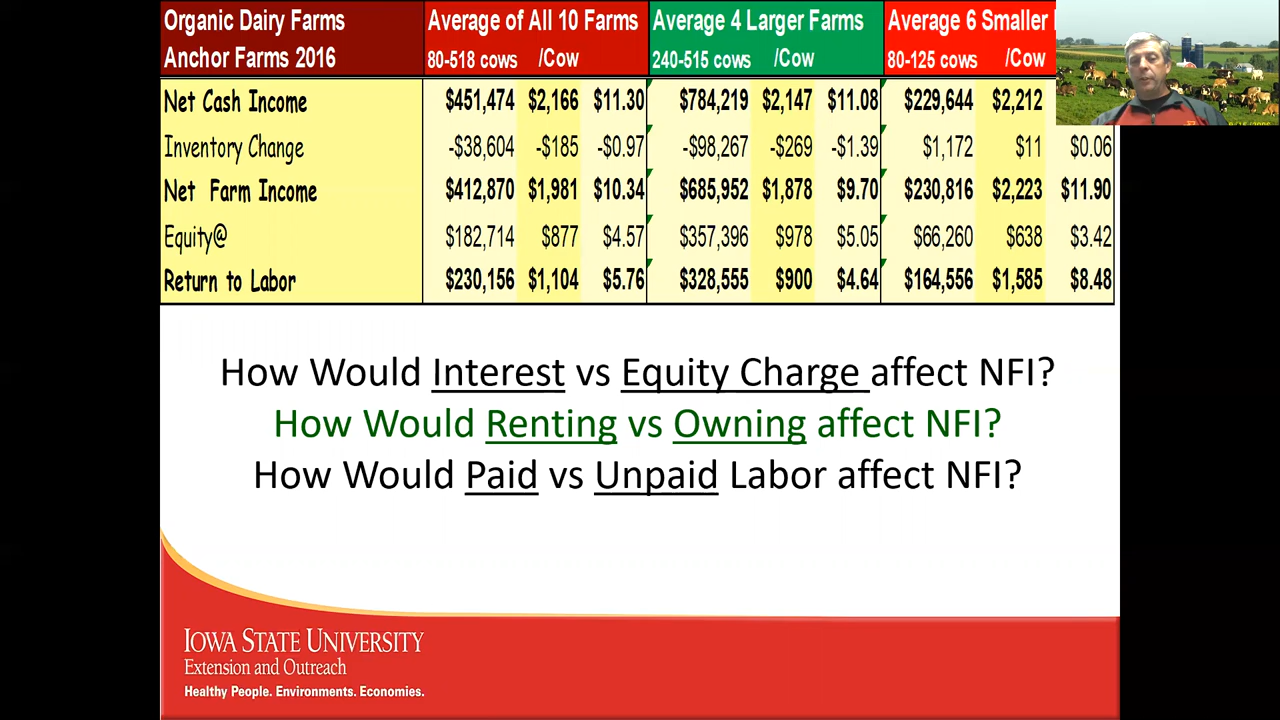 Organic Dairy Farms Average of All 10 Farms Average 4 Larger Farms Average 6 Smaller
Anchor Farms 2016 80-518 cows /Cow 240-515 cows /Cow 80-125 cows /Cow
Net Cash Income $451,474 $2,166 $11.30 $784,219 $2,147 $11.08 $229,644 $2,212
Inventory Change -$38,604 -$185 -$0.97 -$98,267 -$269 -$1.39 $1,172 $11 $0.06
Net Farm Income $412,870 $1,981 $10.34 $685,952 $1,878 $9.70 $230,816 $2,223 $11.90
Equity@ $182,714 $877 $4.57 $357,396 $978 $5.05 $66,260 $638 $3.42
Return to Labor $230,156 $1,104 $5.76 $328,555 $900 $4.64 $164,556 $1,585 $8.48
How Would Interest vs Equity Charge affect NFI?
How Would Renting vs Owning affect NFI?
How Would Paid vs Unpaid Labor affect NFI?
IOWA STATE UNIVERSITY
Extension and Outreach
Healthy People. Environments. Economies.